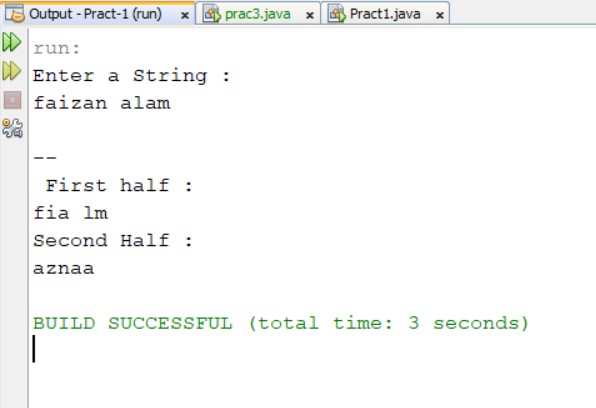 Output - Pract-1 (run) x prac3.java x Pract1.java x
run:
Enter a String :
faizan alam
--
First half :
fia lm
Second Half :
aznaa
BUILD SUCCESSFUL (total time: 3 seconds)